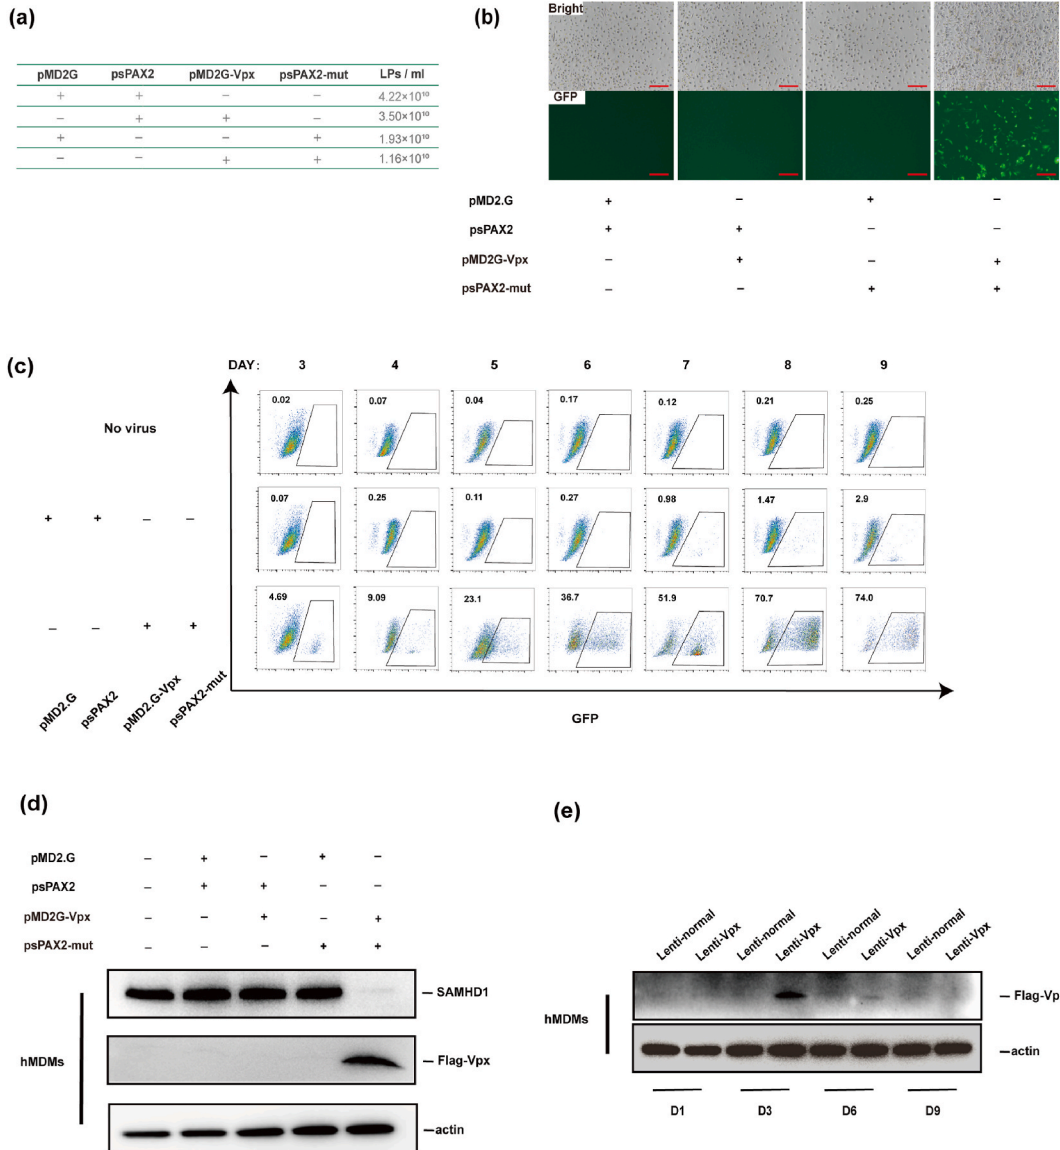 (a)
pMD2G psPAX2 pMD2G-Vpx psPAX2-mut LPs / ml
+ + – – 4.22×10¹⁰
– + + – 3.50×10¹⁰
+ – – + 1.93×10¹⁰
– – + + 1.16×10¹⁰
(b)
Bright
GFP
pMD2.G + – + –
psPAX2 + + – –
pMD2G-Vpx – + – +
psPAX2-mut – – + +
(c)
DAY: 3 4 5 6 7 8 9
No virus
0.02 0.07 0.04 0.17 0.12 0.21 0.25
+ + – –
0.07 0.25 0.11 0.27 0.98 1.47 2.9
– – + +
4.69 9.09 23.1 36.7 51.9 70.7 74.0
pMD2.G psPAX2 pMD2.G-Vpx psPAX2-mut
GFP
(d)
pMD2.G – + – + –
psPAX2 – + + – –
pMD2G-Vpx – – + – +
psPAX2-mut – – – + +
hMDMs
– SAMHD1
– Flag-Vpx
–actin
(e)
Lenti-normal Lenti-Vpx Lenti-normal Lenti-Vpx Lenti-normal Lenti-Vpx Lenti-normal Lenti-Vpx
hMDMs
– Flag-Vp
–actin
D1 D3 D6 D9